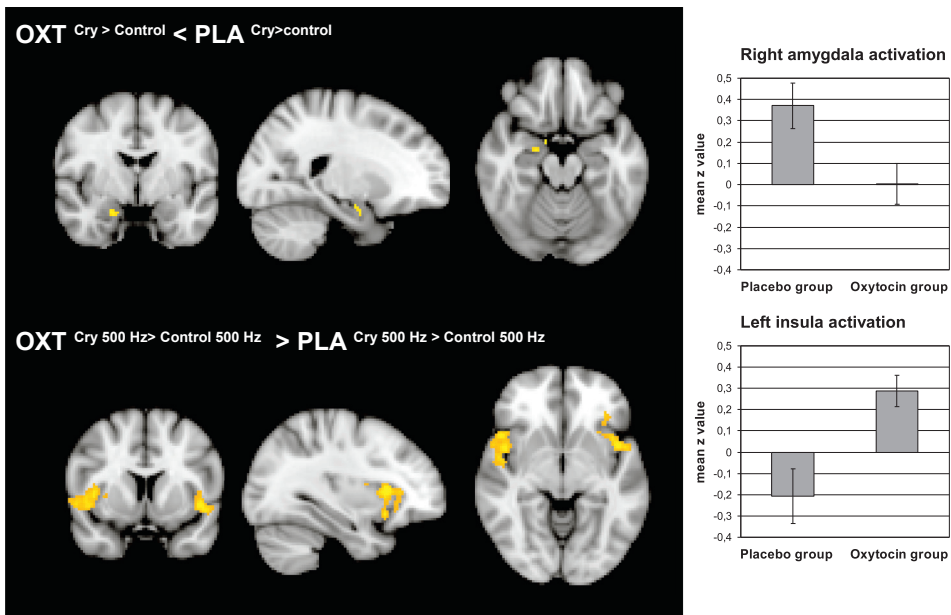 OXT Cry > Control < PLA Cry>control
Right amygdala activation
0,5
0,4
0,3
0,2
0,1
0
-0,1
-0,2
-0,3
-0,4
mean z value
Placebo group Oxytocin group
OXT Cry 500 Hz> Control 500 Hz > PLA Cry 500 Hz > Control 500 Hz
Left insula activation
0,5
0,4
0,3
0,2
0,1
0
-0,1
-0,2
-0,3
-0,4
mean z value
Placebo group Oxytocin group